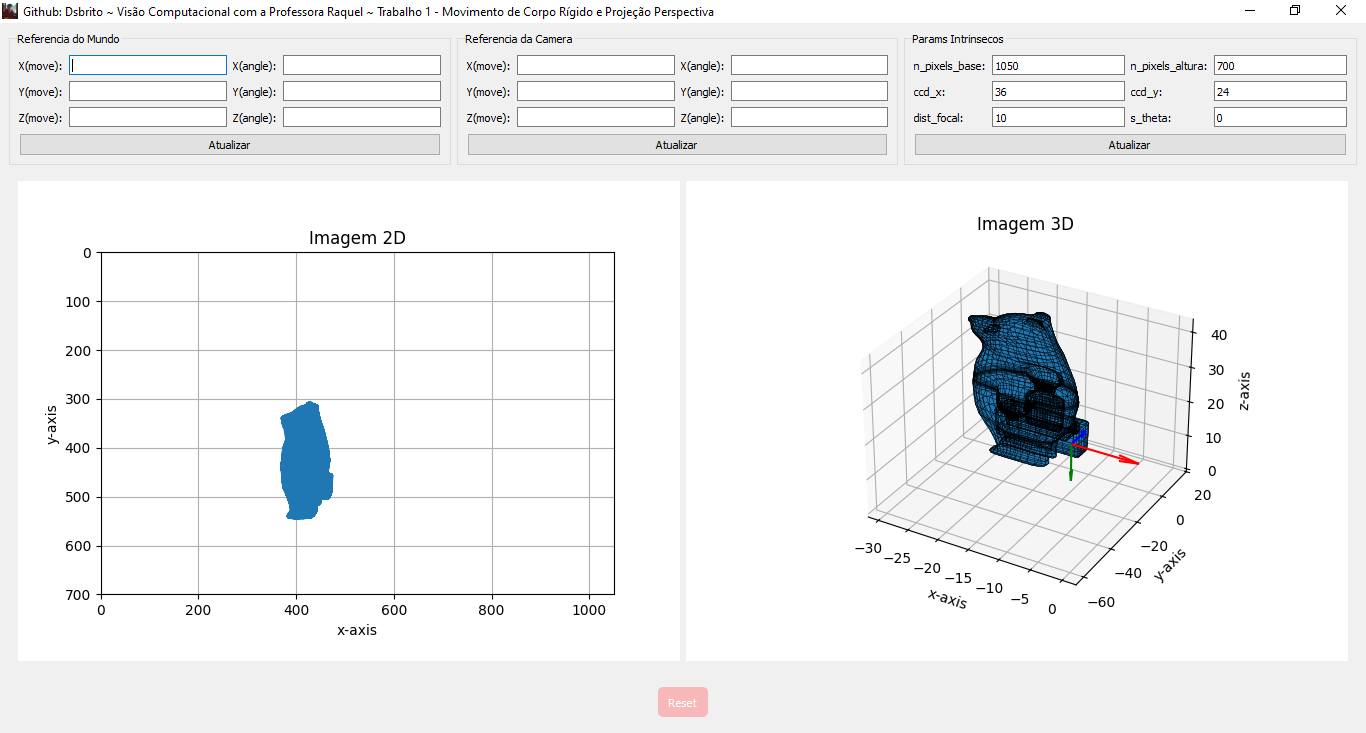 Github: Dsbrito ~ Visão Computacional com a Professora Raquel ~ Trabalho 1 - Movimento de Corpo Rígido e Projeção Perspectiva
Referencia do Mundo
X(move): X(angle):
Y(move): Y(angle):
Z(move): Z(angle):
Atualizar
Referencia da Camera
X(move): X(angle):
Y(move): Y(angle):
Z(move): Z(angle):
Atualizar
Params Intrinsecos
n_pixels_base: 1050 n_pixels_altura: 700
ccd_x: 36 ccd_y: 24
dist_focal: 10 s_theta: 0
Atualizar
Imagem 2D
0
100
200
300
400
500
600
700
y-axis
0 200 400 600 800 1000
x-axis
Imagem 3D
40
30
20
10
0
z-axis
20
0
−20
−40
−60
y-axis
−30 −25 −20 −15 −10 −5 0
x-axis
Reset